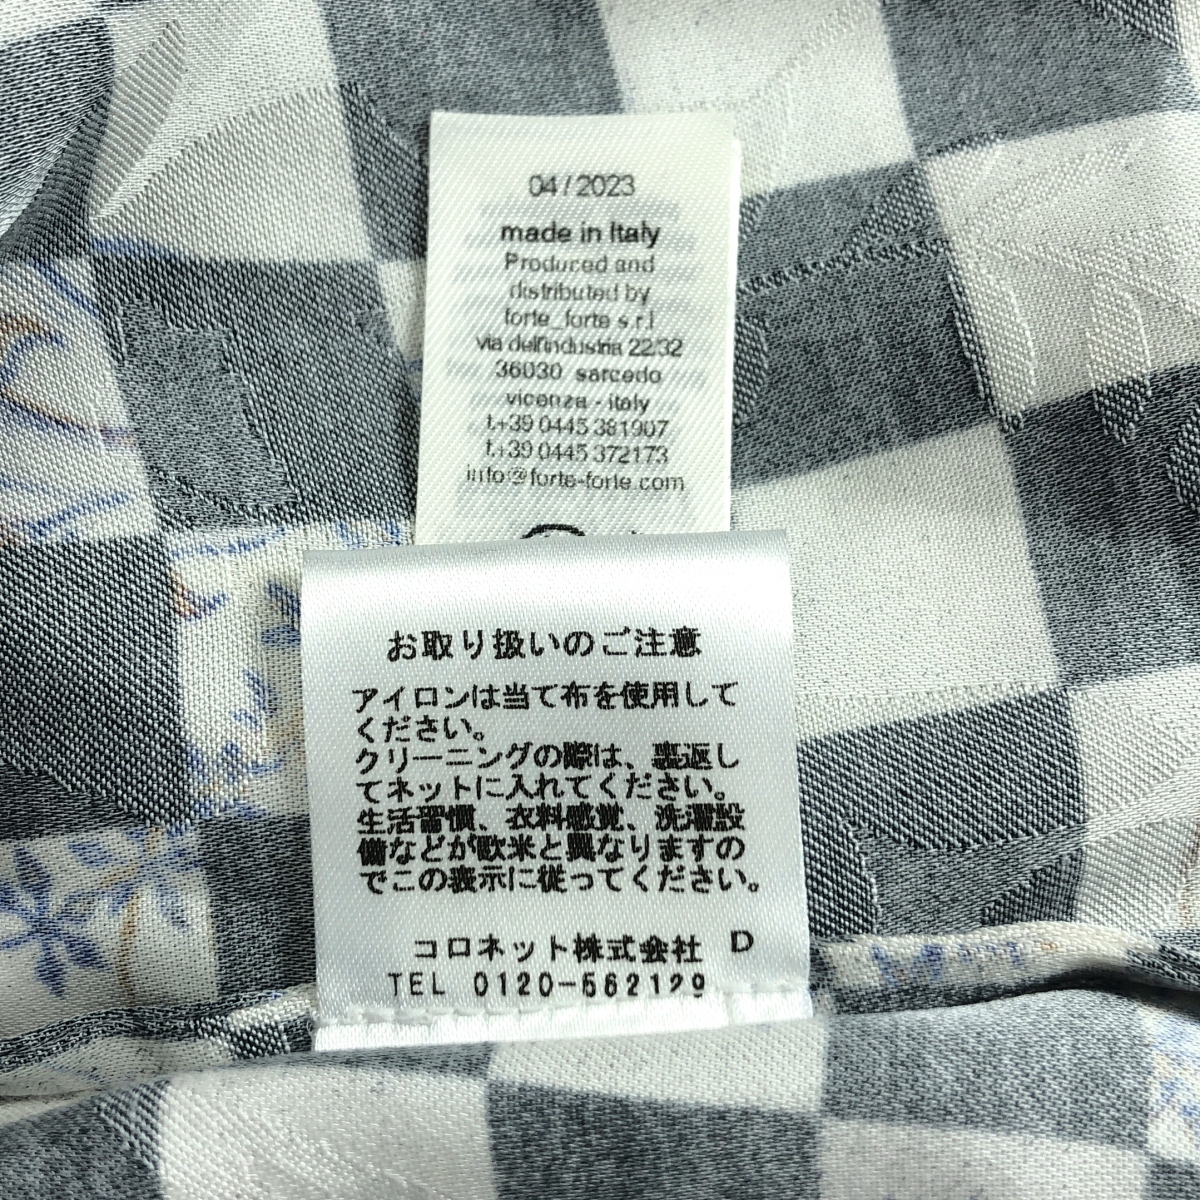 04/2023
made in Italy
Produced and
distributed by
forte_forte s.r.l
via dell'industria 22/32
36030 sarcedo
vicenza - italy
t.+39 0445 381907
f.+39 0445 372173
info@forte-forte.com
お取り扱いのご注意
アイロンは当て布を使用して
ください。
クリーニングの際は、裏返し
てネットに入れてください。
生活習慣、衣料感覚、洗濯設
備などが欧米と異なりますの
でこの表示に従ってください。
コロネット株式会社 D
TEL 0120-562129